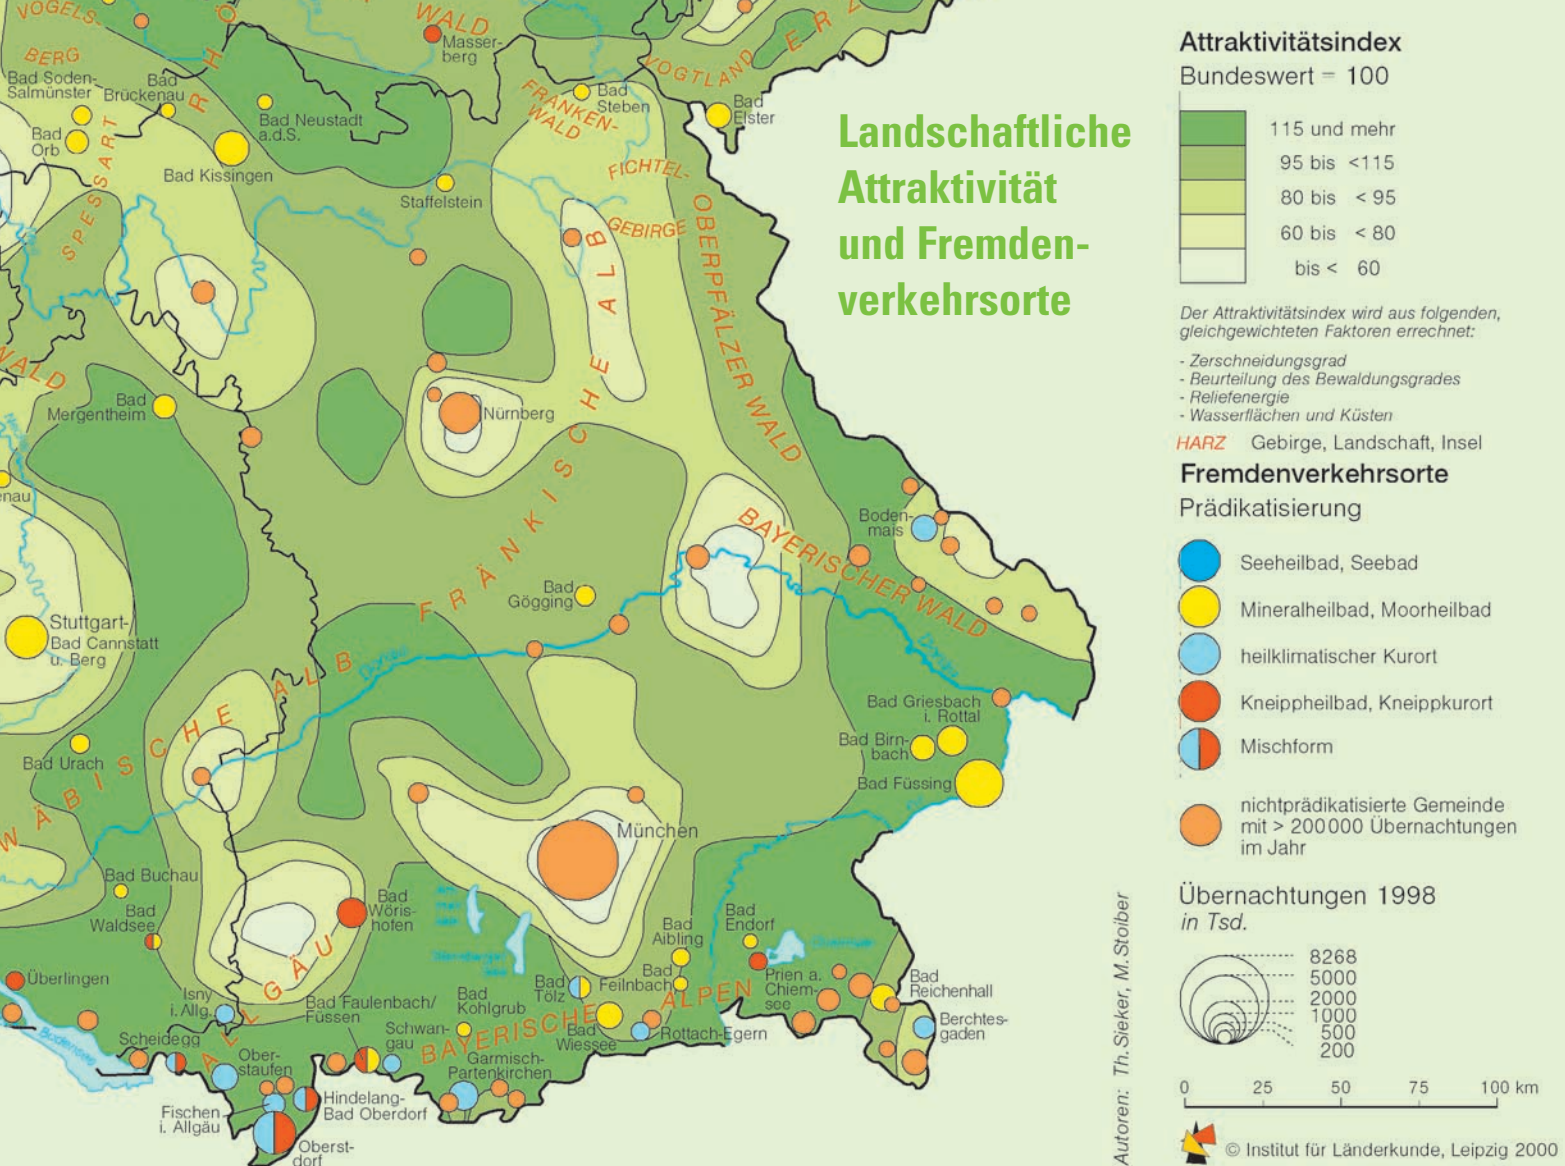 VOGELS-
BERG
Bad Soden-
Salmünster
Bad
Brückenau
Bad
Orb
SPESSART
RHÖ
WALD
Masser-
berg
Bad Neustadt
a.d.S.
Bad Kissingen
Staffelstein
FRANKEN-
WALD
Bad
Steben
VOGTLAND
ERZ
Bad
Elster
FICHTEL-
GEBIRGE
OBERPFÄLZER WALD
Main
WALD
Bad
Mergentheim
Nürnberg
FRÄNKISCHE ALB
enau
Stuttgart-
Bad Cannstatt
u. Berg
Bad
Gögging
BAYERISCHER WALD
Boden-
mais
Donau
Donau
Bad Urach
WÄBISCHE ALB
Bad Griesbach
i. Rottal
Bad Birn-
bach
Bad Füssing
München
Bad Buchau
Bad
Waldsee
Bad
Wöris-
hofen
Überlingen
Isny
i. Allg.
ALLGÄU
Bad Faulenbach/
Füssen
Bad
Kohlgrub
Schwan-
gau
Bad
Tölz
Bad
Feilnbach
Bad
Aibling
Bad
Endorf
Prien a.
Chiem-
see
Bad
Reichenhall
Berchtes-
gaden
BAYERISCHE ALPEN
Bad
Wiessee
Rottach-Egern
Garmisch-
Partenkirchen
Bodensee
Scheidegg
Ober-
staufen
Fischen
i. Allgäu
Hindelang-
Bad Oberdorf
Oberst-
dorf
Landschaftliche
Attraktivität
und Fremden-
verkehrsorte
Attraktivitätsindex
Bundeswert = 100
115 und mehr
95 bis <115
80 bis < 95
60 bis < 80
bis < 60
Der Attraktivitätsindex wird aus folgenden,
gleichgewichteten Faktoren errechnet:
- Zerschneidungsgrad
- Beurteilung des Bewaldungsgrades
- Reliefenergie
- Wasserflächen und Küsten
HARZ Gebirge, Landschaft, Insel
Fremdenverkehrsorte
Prädikatisierung
Seeheilbad, Seebad
Mineralheilbad, Moorheilbad
heilklimatischer Kurort
Kneippheilbad, Kneippkurort
Mischform
nichtprädikatisierte Gemeinde
mit > 200000 Übernachtungen
im Jahr
Übernachtungen 1998
in Tsd.
8268
5000
2000
1000
500
200
0 25 50 75 100 km
© Institut für Länderkunde, Leipzig 2000
Autoren: Th. Sieker, M. Stoiber